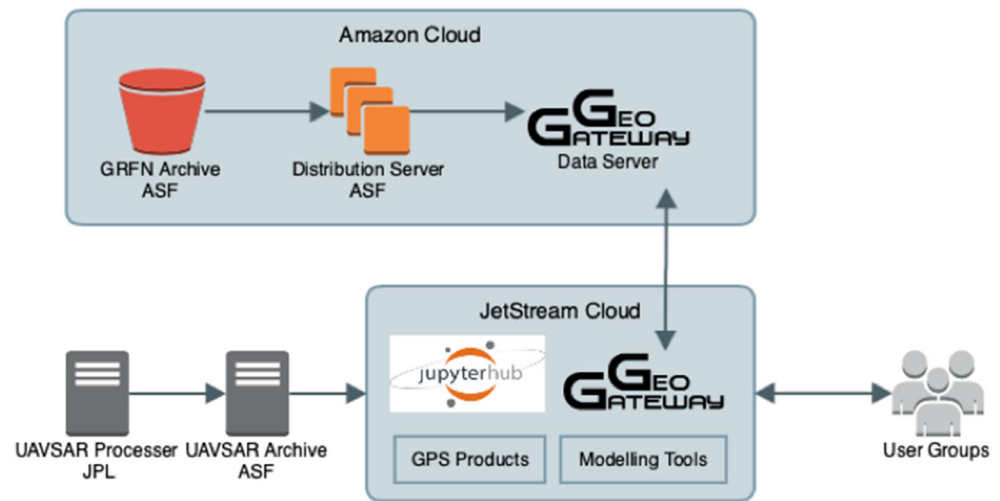 Amazon Cloud
GRFN Archive
ASF
Distribution Server
ASF
GEO
GATEWAY
Data Server
JetStream Cloud
jupyterhub
GEO
GATEWAY
GPS Products
Modelling Tools
UAVSAR Processer
JPL
UAVSAR Archive
ASF
User Groups